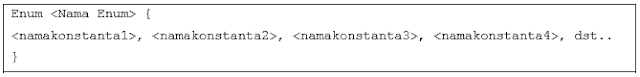 Enum <Nama Enum> {
<namakonstanta1>, <namakonstanta2>, <namakonstanta3>, <namakonstanta4>, dst..
}